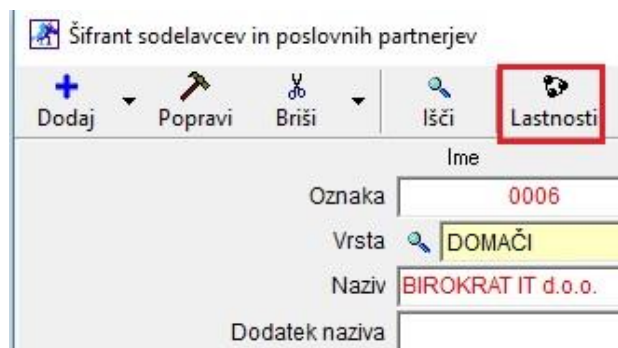 Šifrant sodelavcev in poslovnih partnerjev
Dodaj Popravi Briši Išči Lastnosti
Ime
Oznaka 0006
Vrsta DOMAČI
Naziv BIROKRAT IT d.o.o.
Dodatek naziva